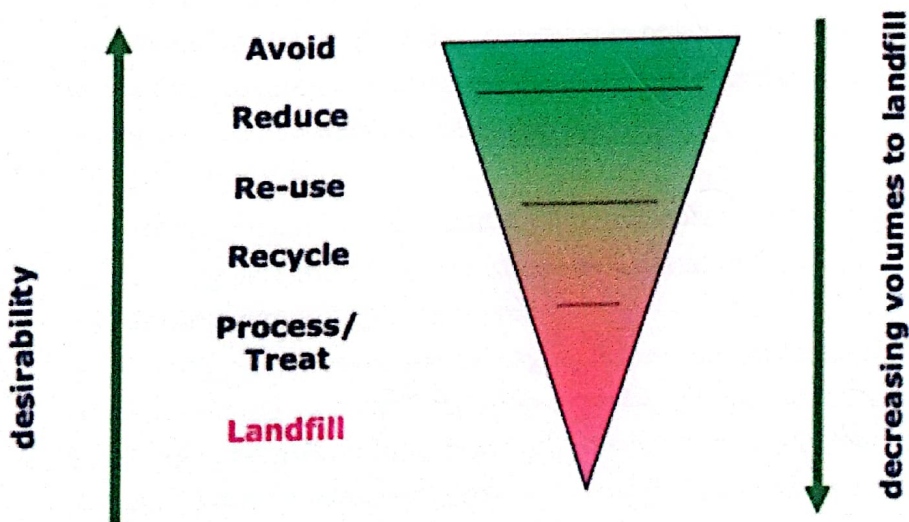 Avoid
Reduce
Re-use
Recycle
Process/
Treat
Landfill
desirability
decreasing volumes to landfill